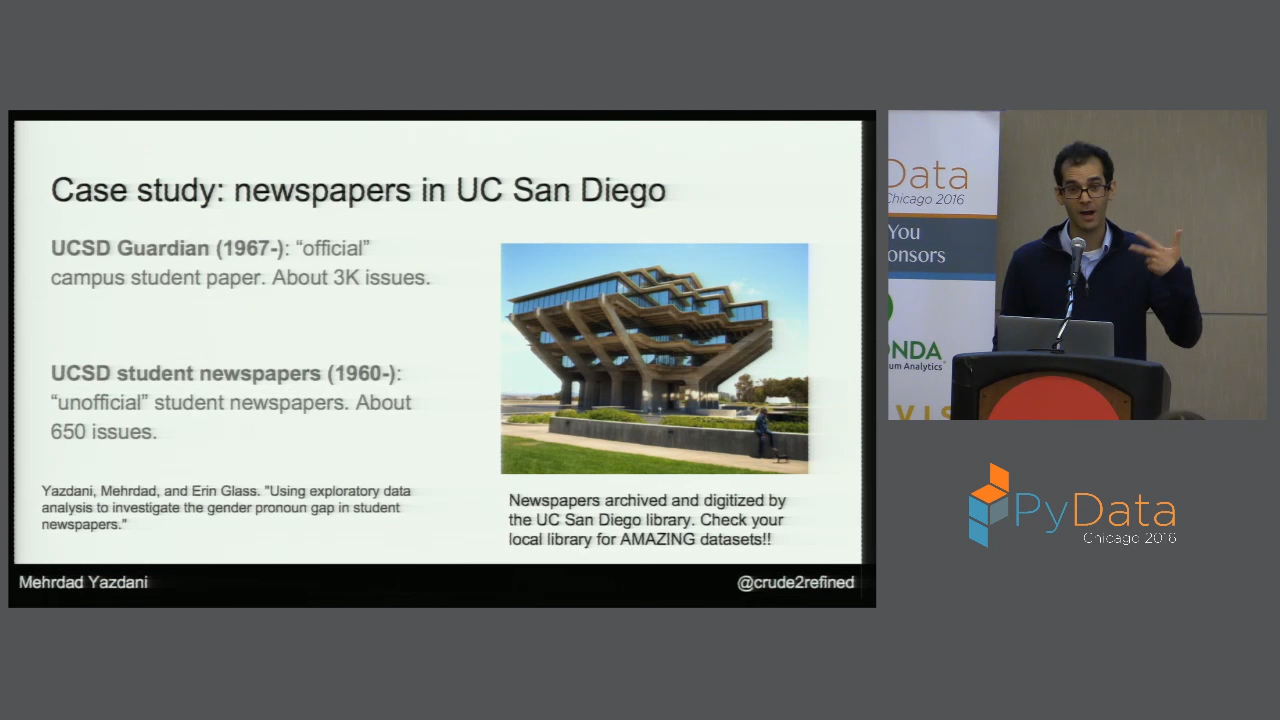 Case study: newspapers in UC San Diego
UCSD Guardian (1967-): “official”
campus student paper. About 3K issues.
UCSD student newspapers (1960-):
“unofficial” student newspapers. About
650 issues.
Yazdani, Mehrdad, and Erin Glass. "Using exploratory data
analysis to investigate the gender pronoun gap in student
newspapers."
Newspapers archived and digitized by
the UC San Diego library. Check your
local library for AMAZING datasets!!
Mehrdad Yazdani
@crude2refined
Data
Chicago 2016
You
onsors
NDA
um Analytics
VIS
PyData
Chicago 2016